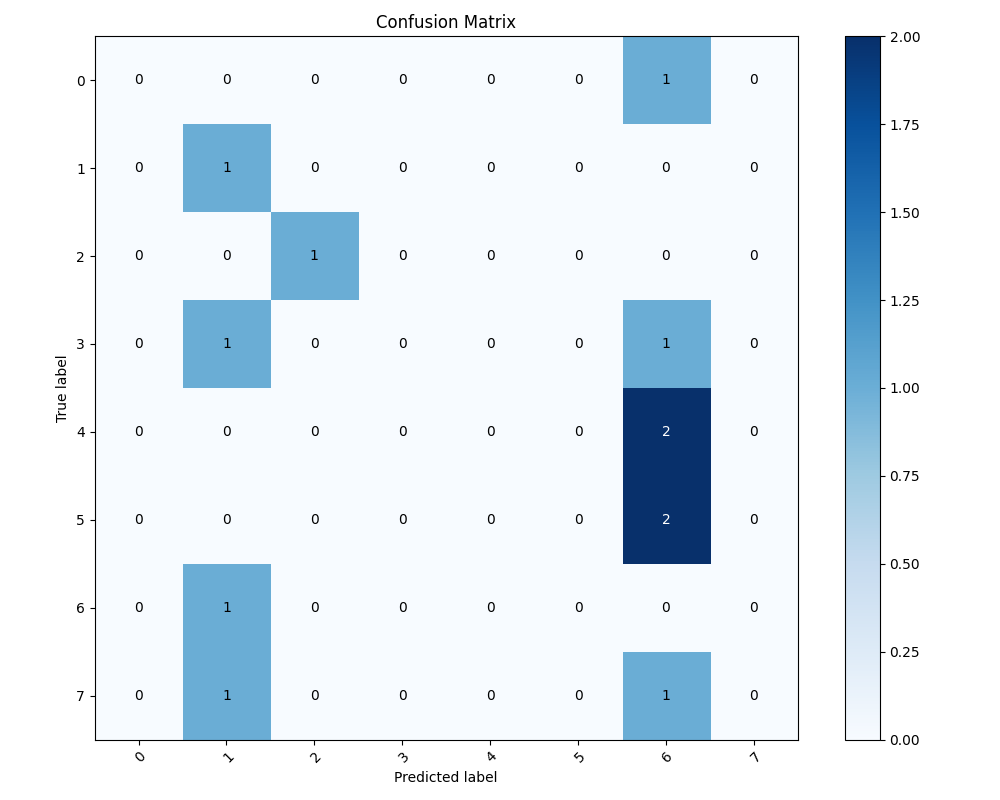 Confusion Matrix
0 0 0 0 0 0 0 1 0
1 0 1 0 0 0 0 0 0
2 0 0 1 0 0 0 0 0
3 0 1 0 0 0 0 1 0
4 0 0 0 0 0 0 2 0
5 0 0 0 0 0 0 2 0
6 0 1 0 0 0 0 0 0
7 0 1 0 0 0 0 1 0
0 1 2 3 4 5 6 7
Predicted label
True label
2.00
1.75
1.50
1.25
1.00
0.75
0.50
0.25
0.00